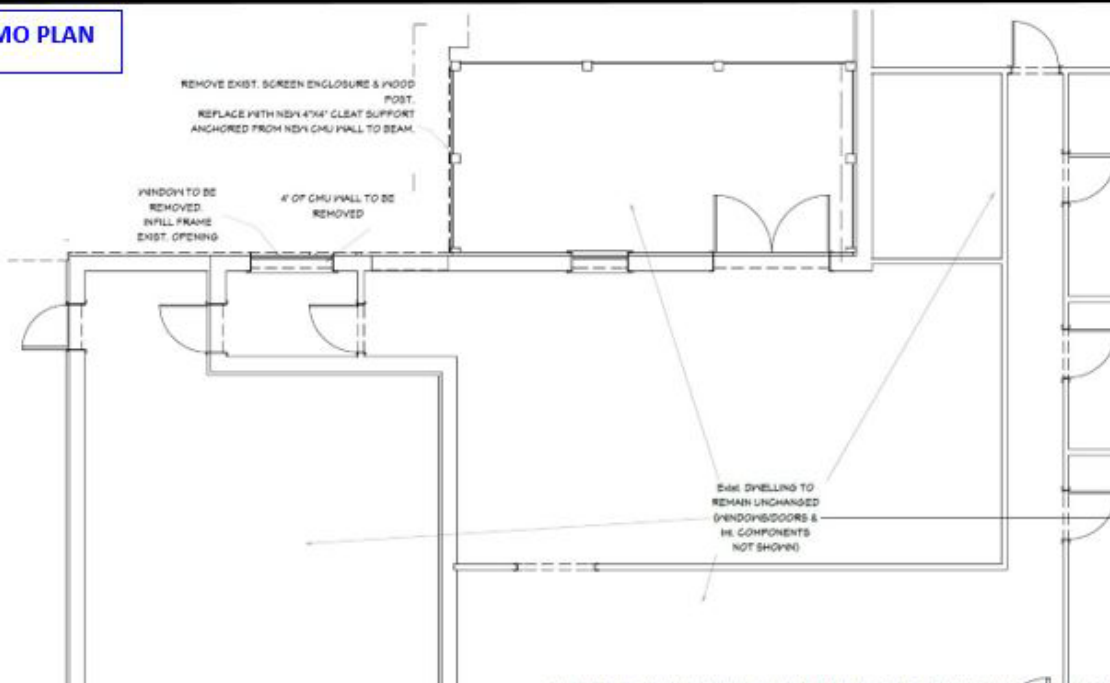 MO PLAN
REMOVE EXIST. SCREEN ENCLOSURE & WOOD
POST.
REPLACE WITH NEW 4"X4" CLEAT SUPPORT
ANCHORED FROM NEW CMU WALL TO BEAM.
WINDOW TO BE
REMOVED.
INFILL FRAME
EXIST. OPENING
4' OF CMU WALL TO BE
REMOVED
Exist. DWELLING TO
REMAIN UNCHANGED
(WINDOWS/DOORS &
Int. COMPONENTS
NOT SHOWN)